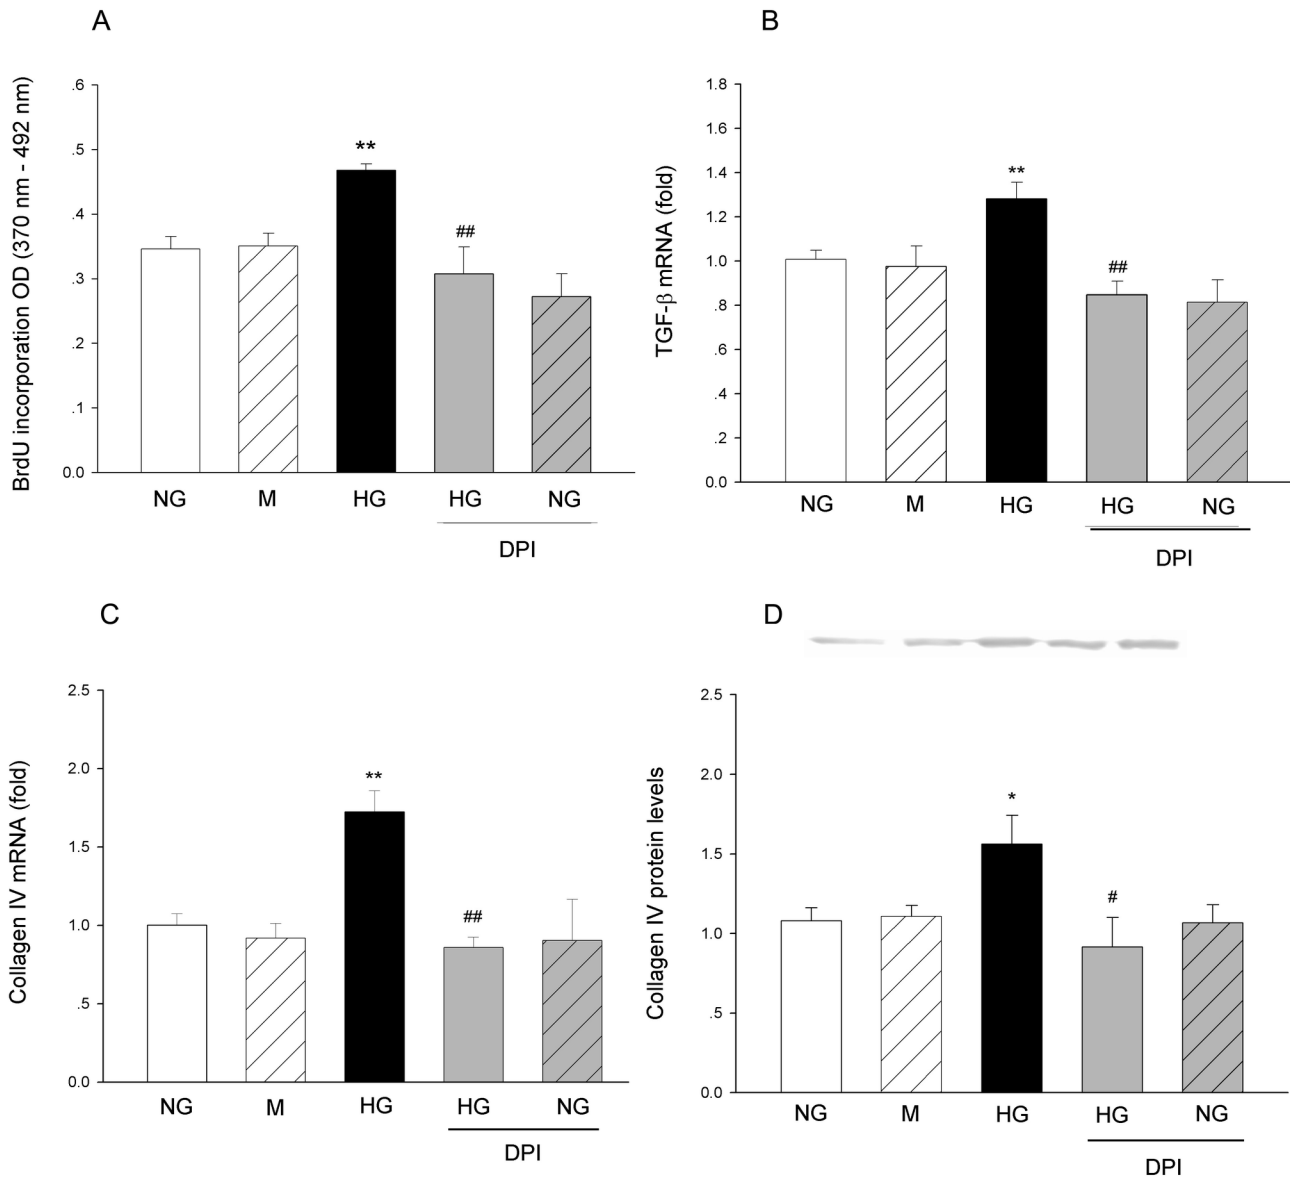 A
BrdU incorporation OD (370 nm - 492 nm)
.6
.5
.4
.3
.2
.1
0.0
**
##
NG M HG HG NG
DPI
B
TGF-β mRNA (fold)
1.8
1.6
1.4
1.2
1.0
.8
.6
.4
.2
0.0
**
##
NG M HG HG NG
DPI
C
Collagen IV mRNA (fold)
2.5
2.0
1.5
1.0
.5
0.0
**
##
NG M HG HG NG
DPI
D
Collagen IV protein levels
2.5
2.0
1.5
1.0
.5
0.0
*
#
NG M HG HG NG
DPI